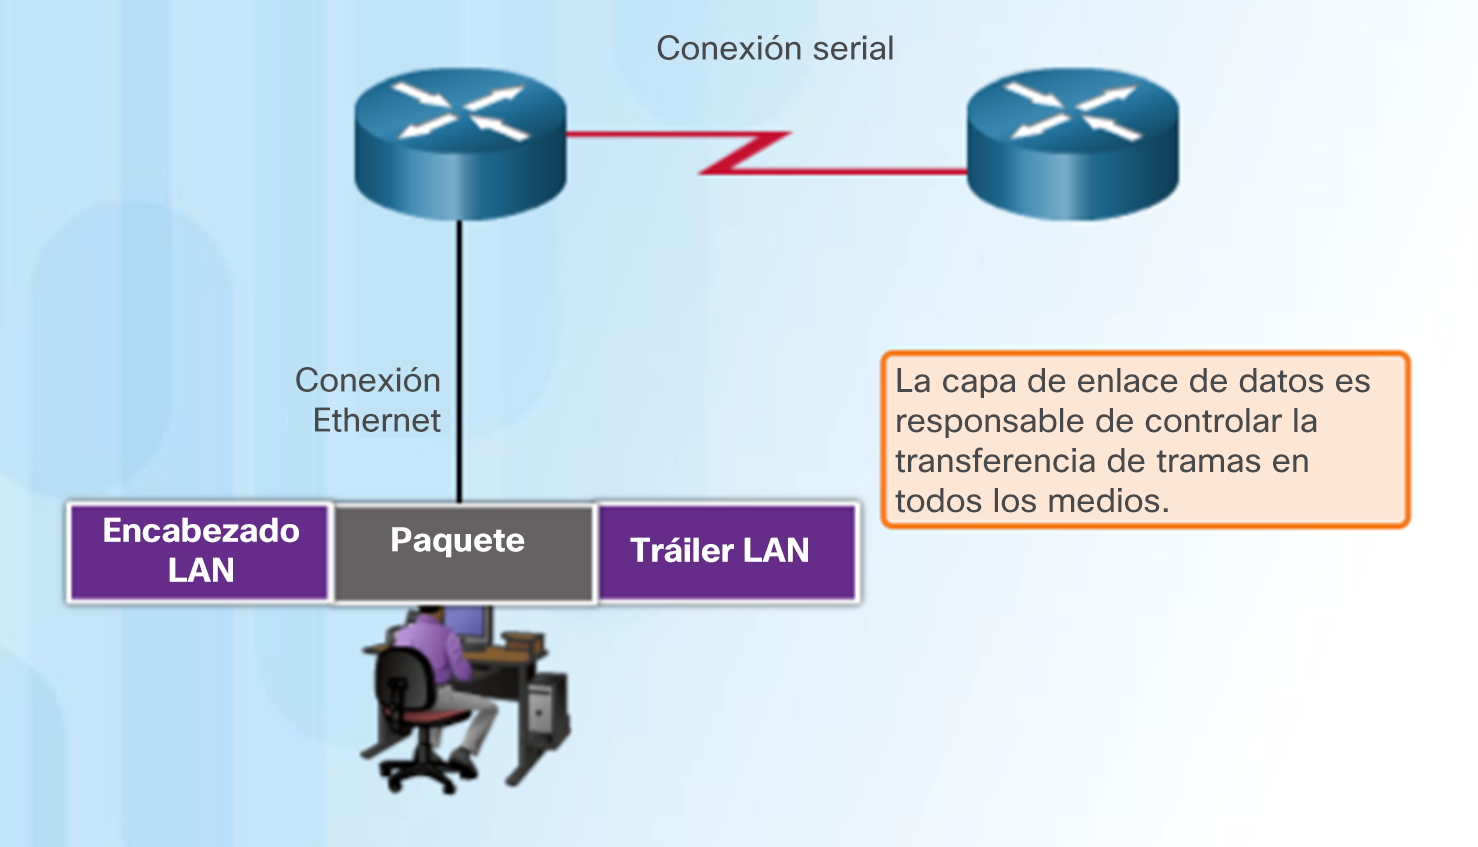 Conexión serial
Conexión
Ethernet
La capa de enlace de datos es
responsable de controlar la
transferencia de tramas en
todos los medios.
Encabezado
LAN
Paquete
Tráiler LAN